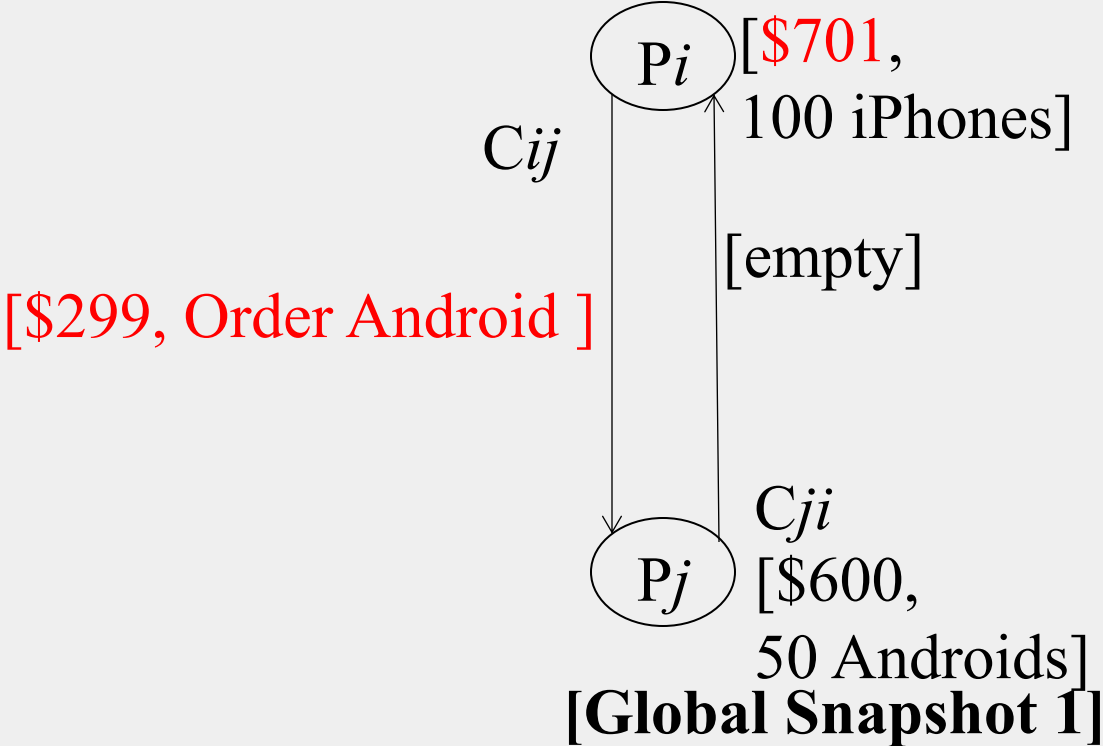 Pi
[$701,
100 iPhones]
Cij
[empty]
[$299, Order Android ]
Cji
Pj
[$600,
50 Androids]
[Global Snapshot 1]